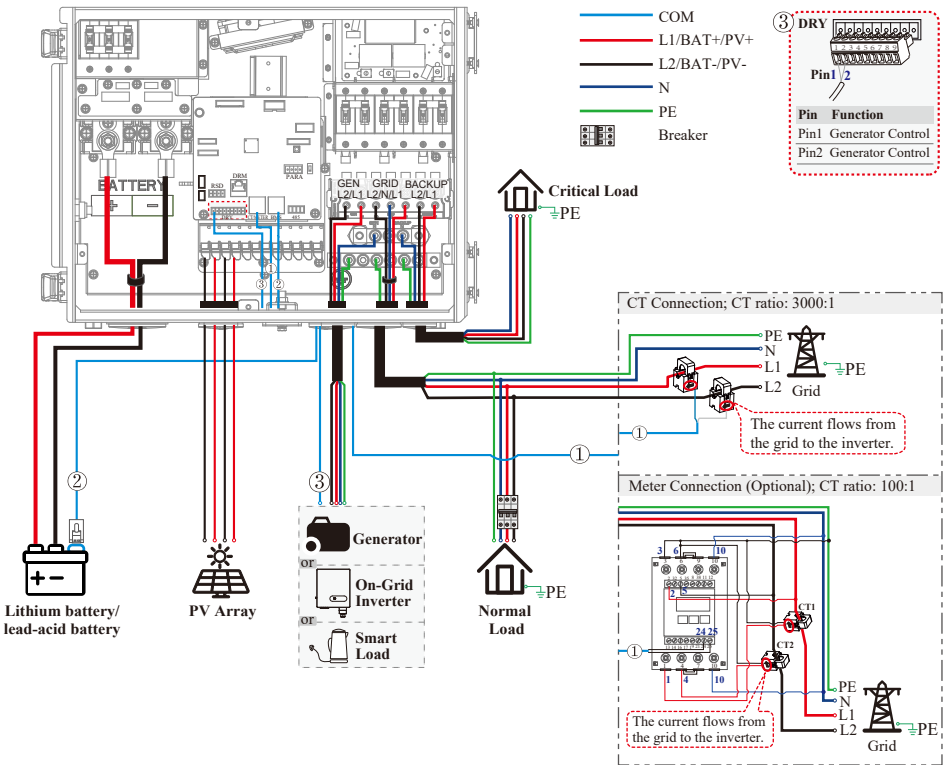 COM
L1/BAT+/PV+
L2/BAT-/PV-
N
PE
Breaker
③
DRY
1 2 3 4 5 6 7 8 9
Pin1 2
Pin Function
Pin1 Generator Control
Pin2 Generator Control
BATTERY
+ -
RSD
DRM
PARA
485
GEN GRID BACKUP
L2/L1 L2/N/L1 L2/L1
① 
③ ②
Critical Load
PE
CT Connection; CT ratio: 3000:1
PE
N
L1
L2
Grid
PE
The current flows from
the grid to the inverter.
①
①
②
③
Lithium battery/
lead-acid battery
PV Array
Generator
or
On-Grid
Inverter
or
Smart
Load
Normal
Load
PE
Meter Connection (Optional); CT ratio: 100:1
3 6 10
2 5
24 25
1 4 10
①
CT1
CT2
The current flows from
the grid to the inverter.
PE
N
L1
L2
Grid
PE